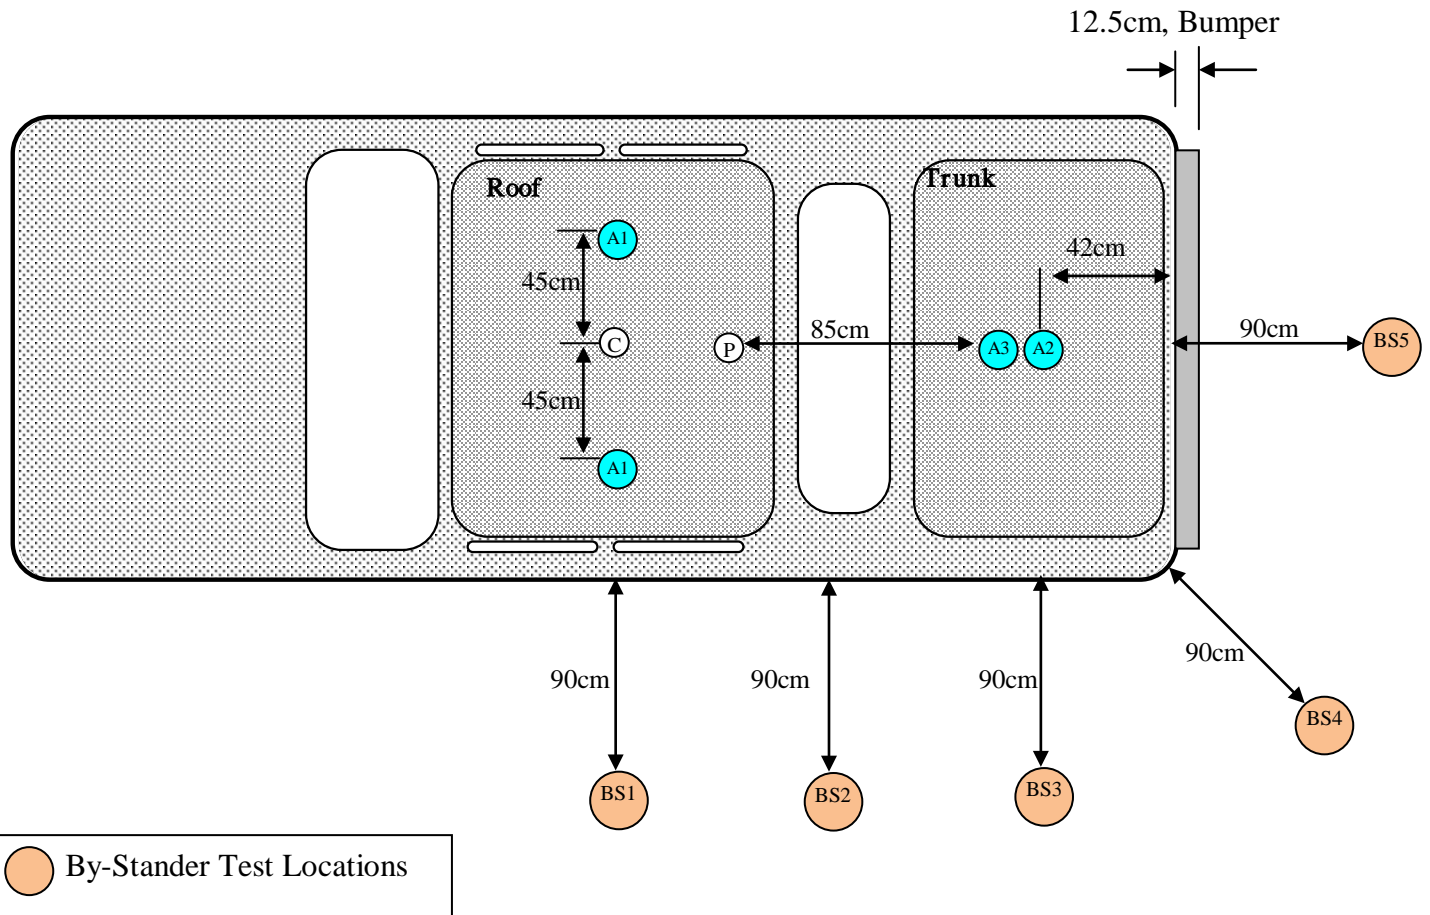 12.5cm, Bumper
Roof
Trunk
A1
42cm
45cm
85cm
90cm
C
P
A3
A2
BS5
45cm
A1
90cm
90cm
90cm
90cm
BS4
BS1
BS2
BS3
By-Stander Test Locations